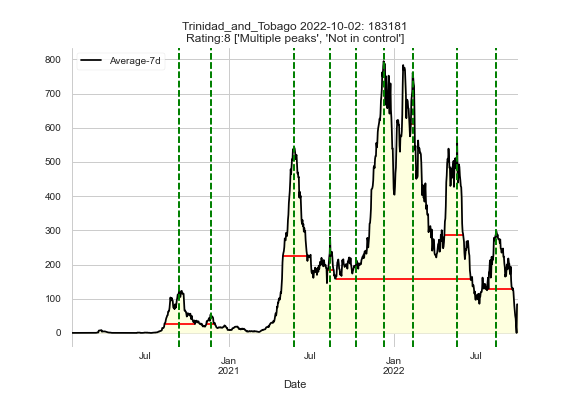 Trinidad_and_Tobago 2022-10-02: 183181
Rating:8 ['Multiple peaks', 'Not in control']
Average-7d
800
700
600
500
400
300
200
100
0
Jul
Jan
2021
Jul
Jan
2022
Jul
Date